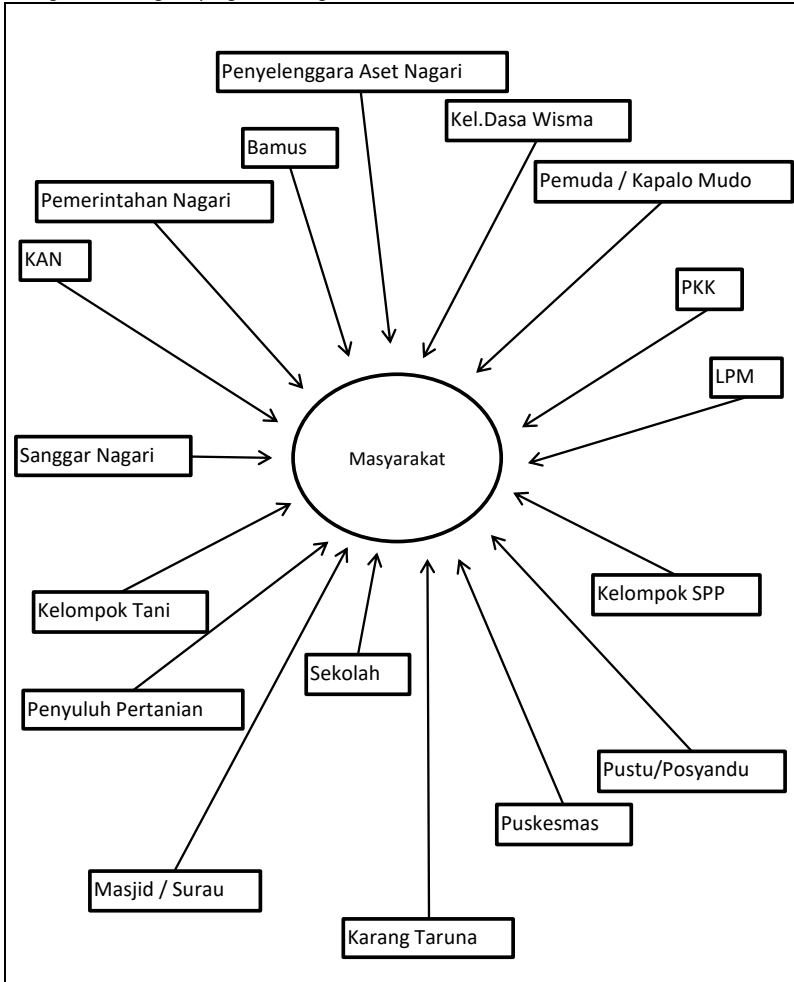 Penyelenggara Aset Nagari
Kel.Dasa Wisma
Bamus
Pemuda / Kapalo Mudo
Pemerintahan Nagari
KAN
PKK
LPM
Sanggar Nagari
Masyarakat
Kelompok SPP
Kelompok Tani
Sekolah
Penyuluh Pertanian
Pustu/Posyandu
Puskesmas
Masjid / Surau
Karang Taruna